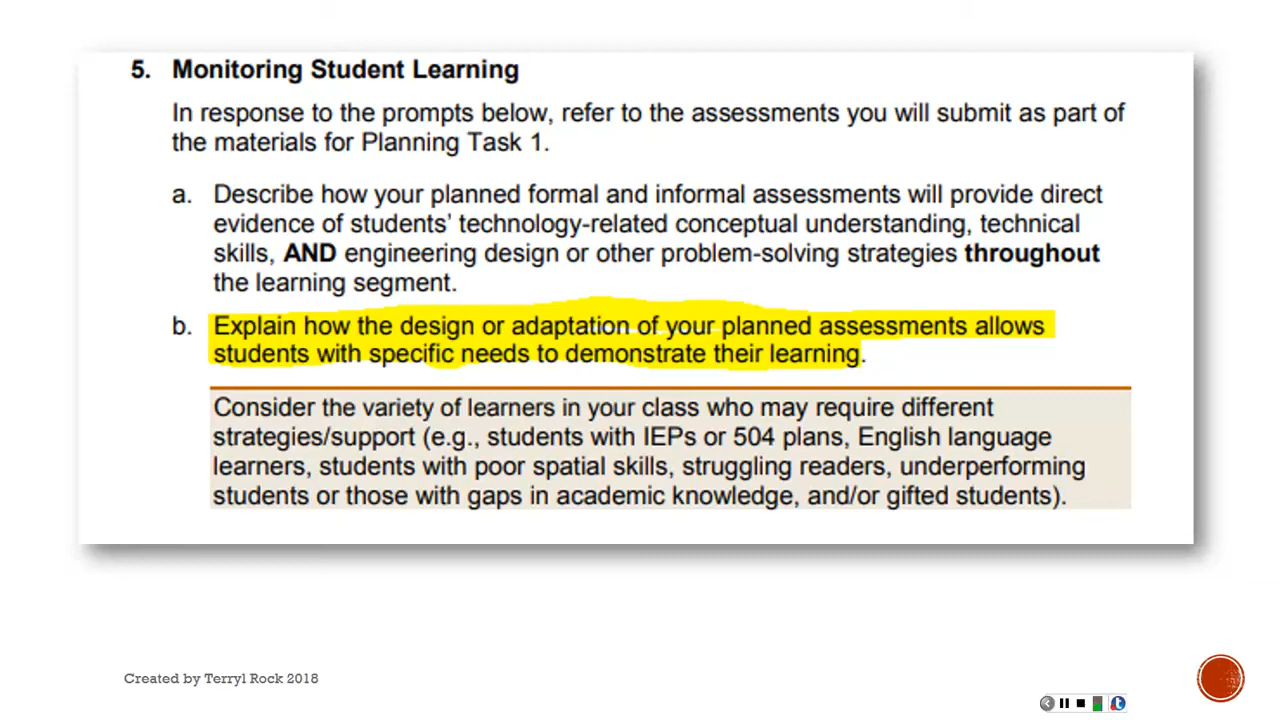 5. Monitoring Student Learning
In response to the prompts below, refer to the assessments you will submit as part of
the materials for Planning Task 1.
a. Describe how your planned formal and informal assessments will provide direct
evidence of students’ technology-related conceptual understanding, technical
skills, AND engineering design or other problem-solving strategies throughout
the learning segment.
b. Explain how the design or adaptation of your planned assessments allows
students with specific needs to demonstrate their learning.
Consider the variety of learners in your class who may require different
strategies/support (e.g., students with IEPs or 504 plans, English language
learners, students with poor spatial skills, struggling readers, underperforming
students or those with gaps in academic knowledge, and/or gifted students).
Created by Terryl Rock 2018
t